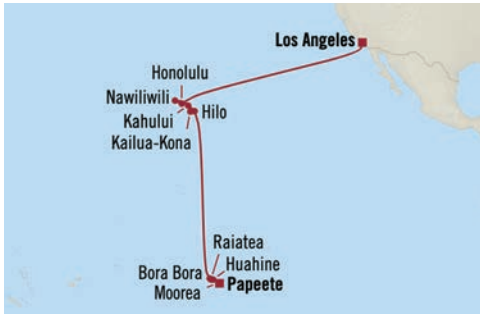 Los Angeles
Honolulu
Nawiliwili
Kahului
Hilo
Kailua-Kona
Raiatea
Bora Bora
Huahine
Moorea
Papeete